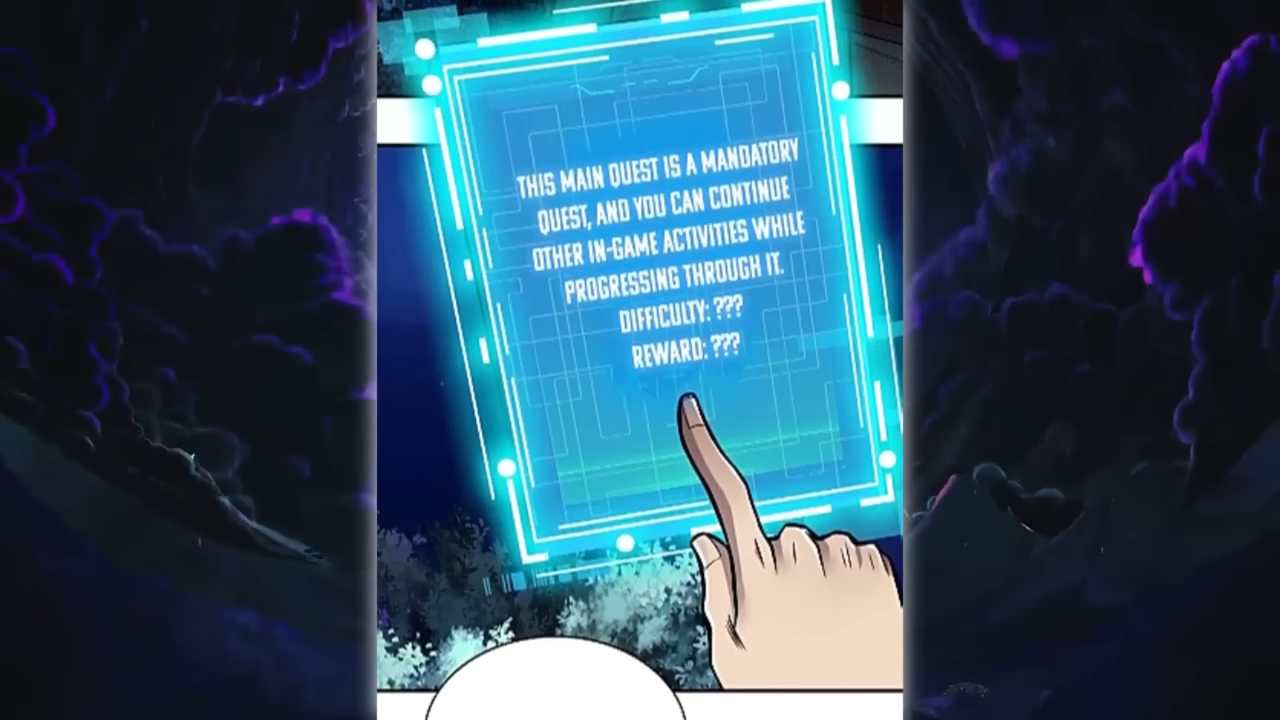 THIS MAIN QUEST IS A MANDATORY
QUEST, AND YOU CAN CONTINUE
OTHER IN-GAME ACTIVITIES WHILE
PROGRESSING THROUGH IT.
DIFFICULTY: ???
REWARD: ???